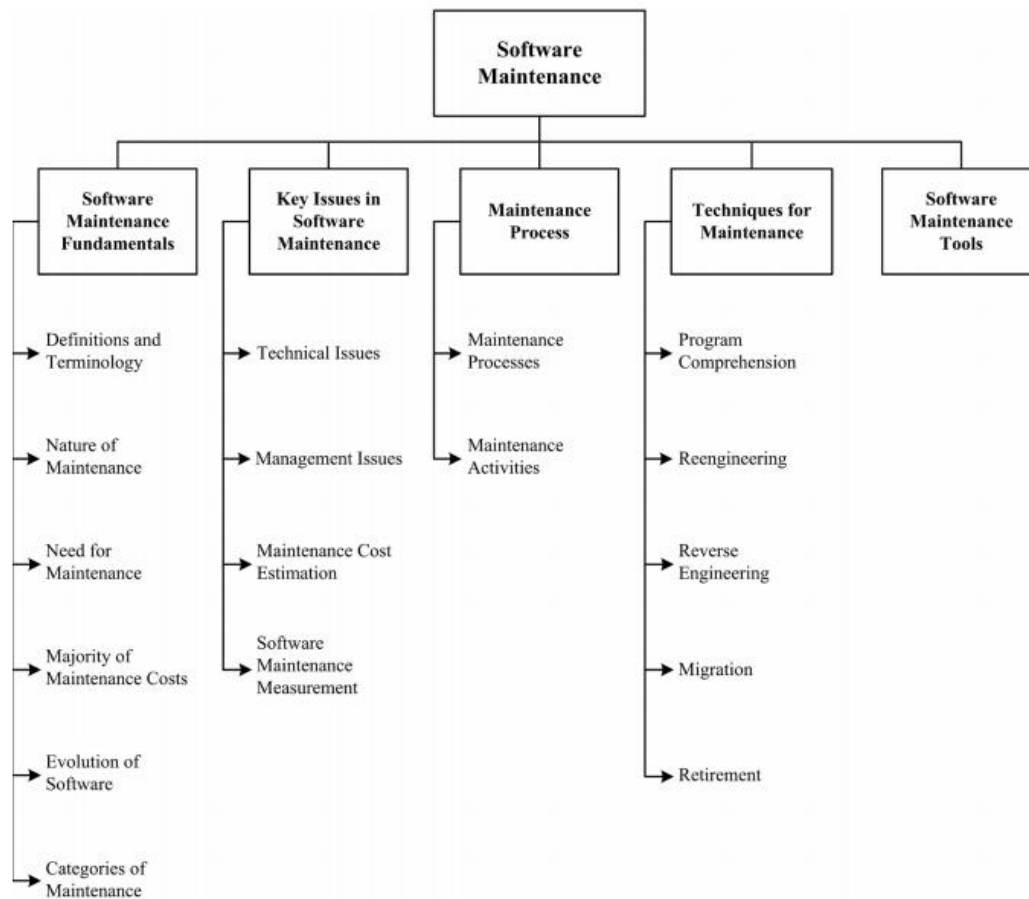 Software
Maintenance
Software
Maintenance
Fundamentals
Key Issues in
Software
Maintenance
Maintenance
Process
Techniques for
Maintenance
Software
Maintenance
Tools
Definitions and
Terminology
Nature of
Maintenance
Need for
Maintenance
Majority of
Maintenance Costs
Evolution of
Software
Categories of
Maintenance
Technical Issues
Management Issues
Maintenance Cost
Estimation
Software
Maintenance
Measurement
Maintenance
Processes
Maintenance
Activities
Program
Comprehension
Reengineering
Reverse
Engineering
Migration
Retirement